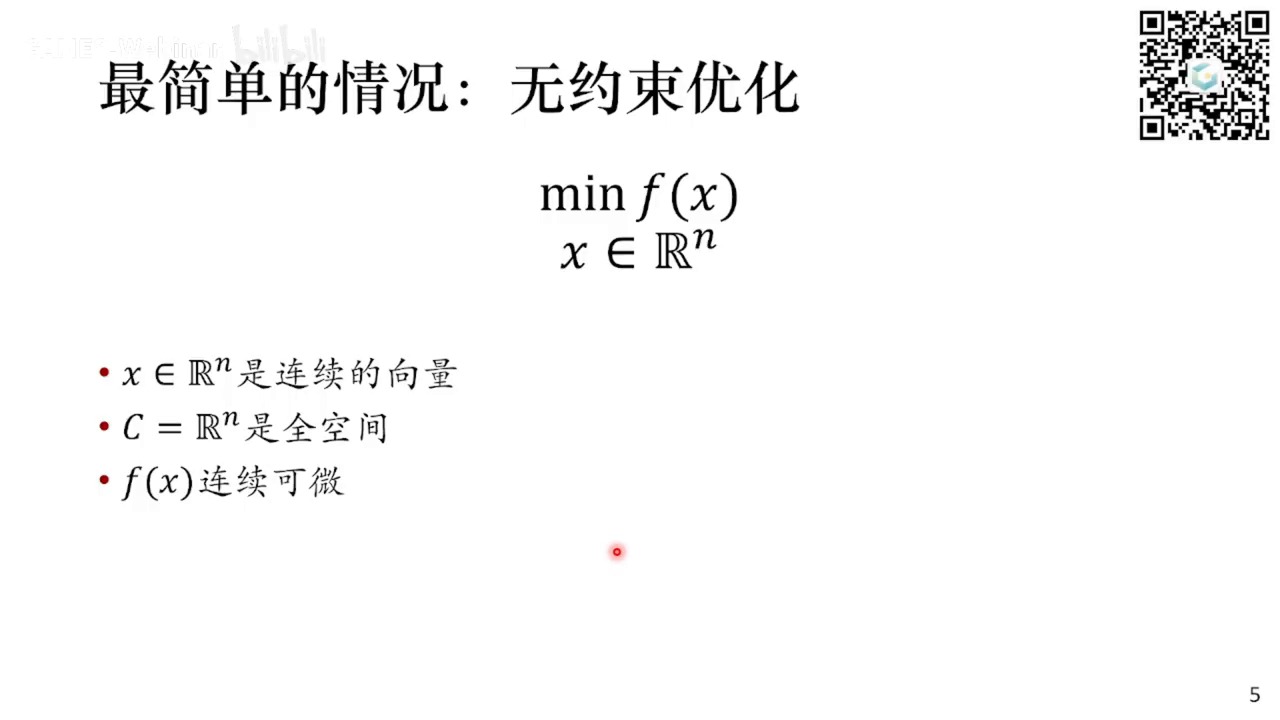 bilibili
最简单的情况：无约束优化
min f(x)
x ∈ ℝⁿ
• x ∈ ℝⁿ是连续的向量
• C = ℝⁿ是全空间
• f(x)连续可微
5